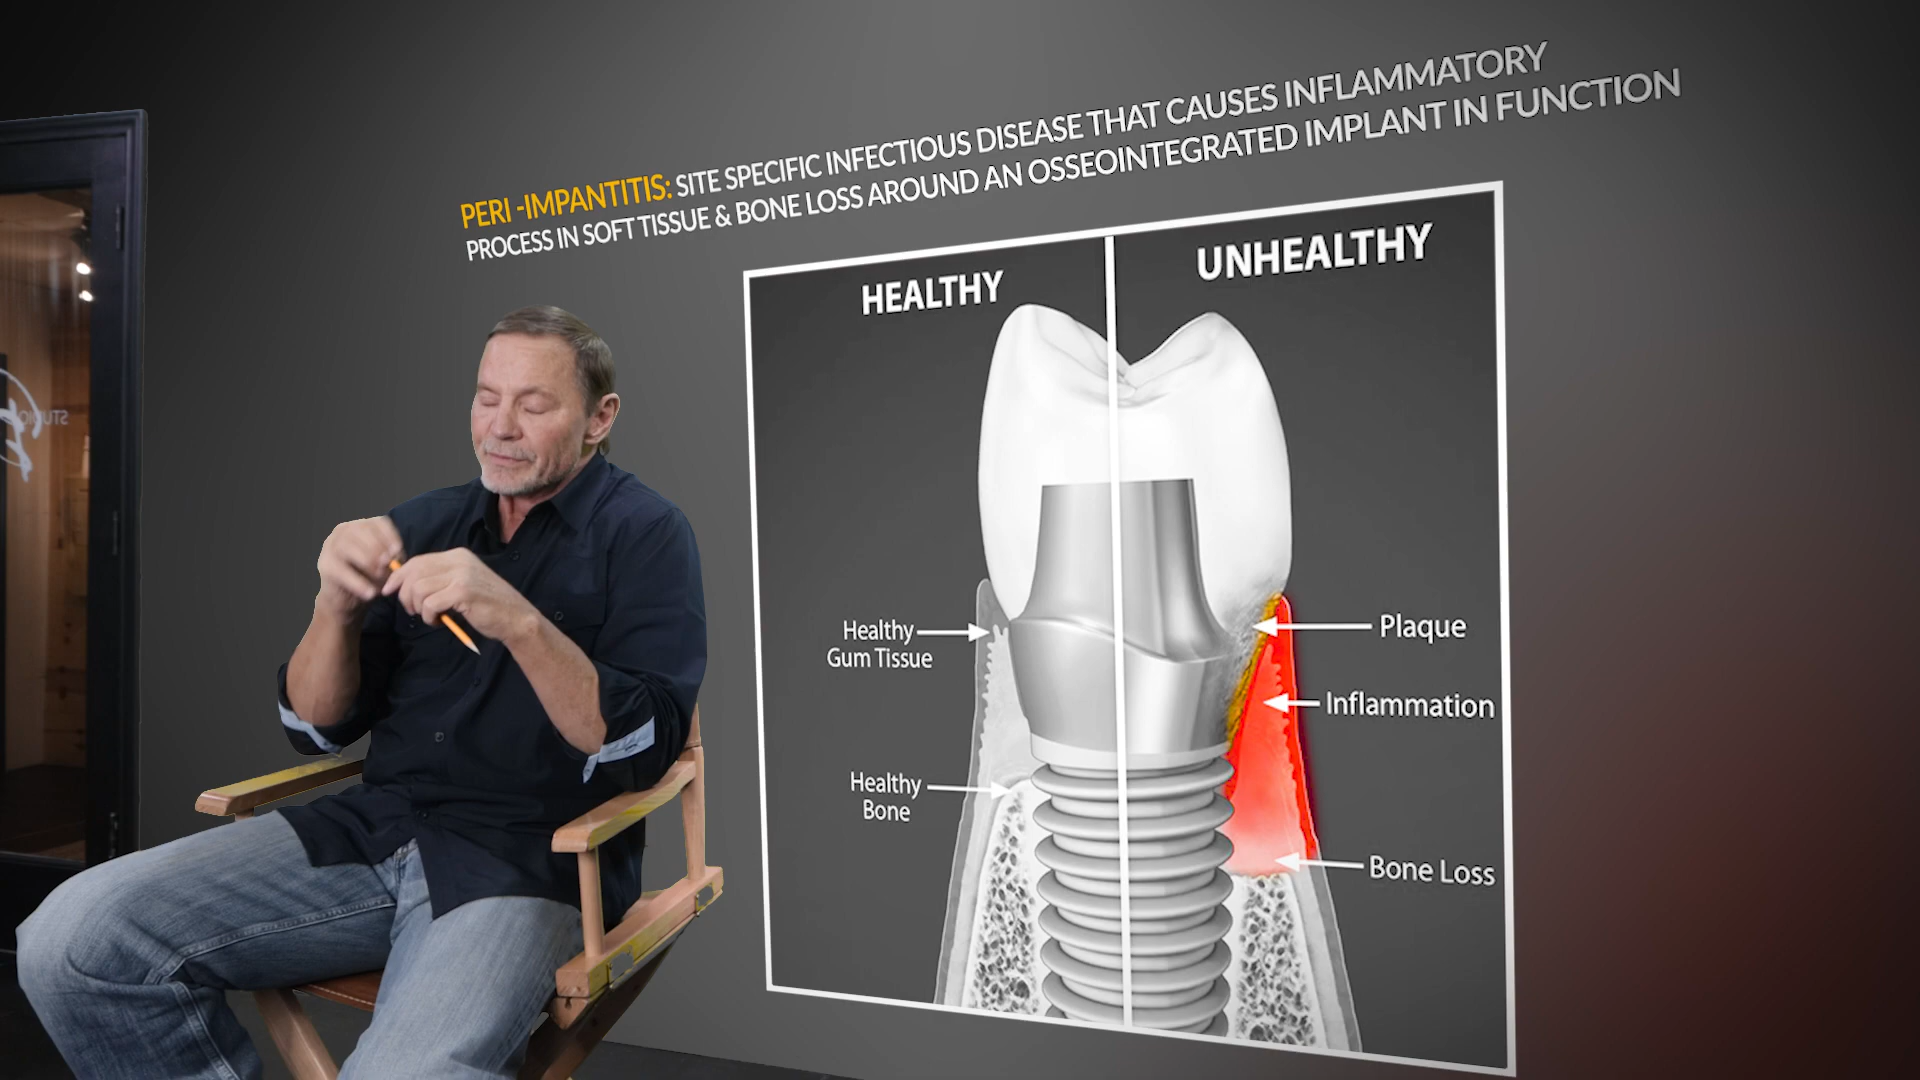 PERI -IMPANTITIS: SITE SPECIFIC INFECTIOUS DISEASE THAT CAUSES INFLAMMATORY
PROCESS IN SOFT TISSUE & BONE LOSS AROUND AN OSSEOINTEGRATED IMPLANT IN FUNCTION
HEALTHY
UNHEALTHY
Healthy
Gum Tissue
Healthy
Bone
Plaque
Inflammation
Bone Loss
STUDIO